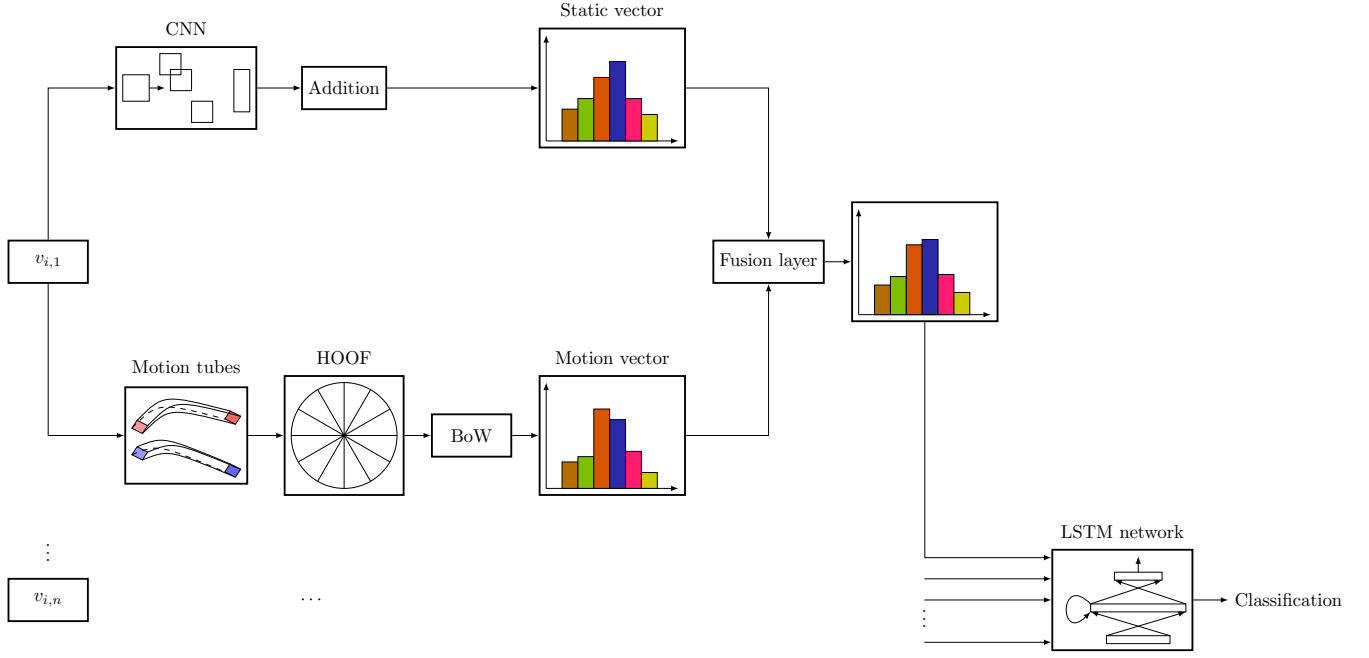 Static vector
CNN
Addition
v_{i,1}
Fusion layer
Motion tubes
HOOF
Motion vector
BoW
LSTM network
⋮
v_{i,n}
…
⋮
Classification